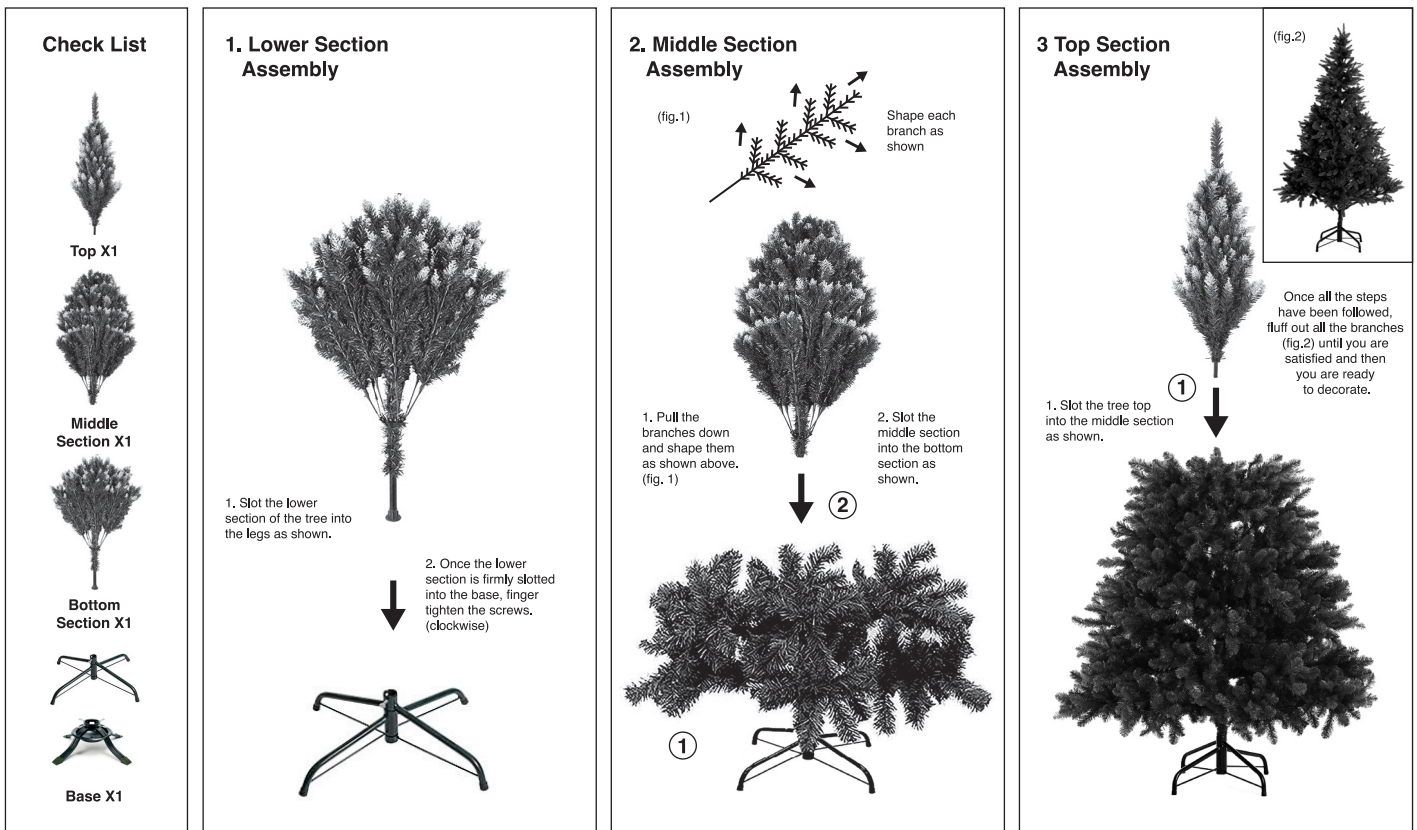 Check List
Top X1
Middle
Section X1
Bottom
Section X1
Base X1
1. Lower Section
Assembly
1. Slot the lower
section of the tree into
the legs as shown.
2. Once the lower
section is firmly slotted
into the base, finger
tighten the screws.
(clockwise)
2. Middle Section
Assembly
(fig.1)
Shape each
branch as
shown
1. Pull the
branches down
and shape them
as shown above.
(fig. 1)
2. Slot the
middle section
into the bottom
section as
shown.
2
1
3 Top Section
Assembly
(fig.2)
Once all the steps
have been followed,
fluff out all the branches
(fig.2) until you are
satisfied and then
you are ready
to decorate.
1
1. Slot the tree top
into the middle section
as shown.